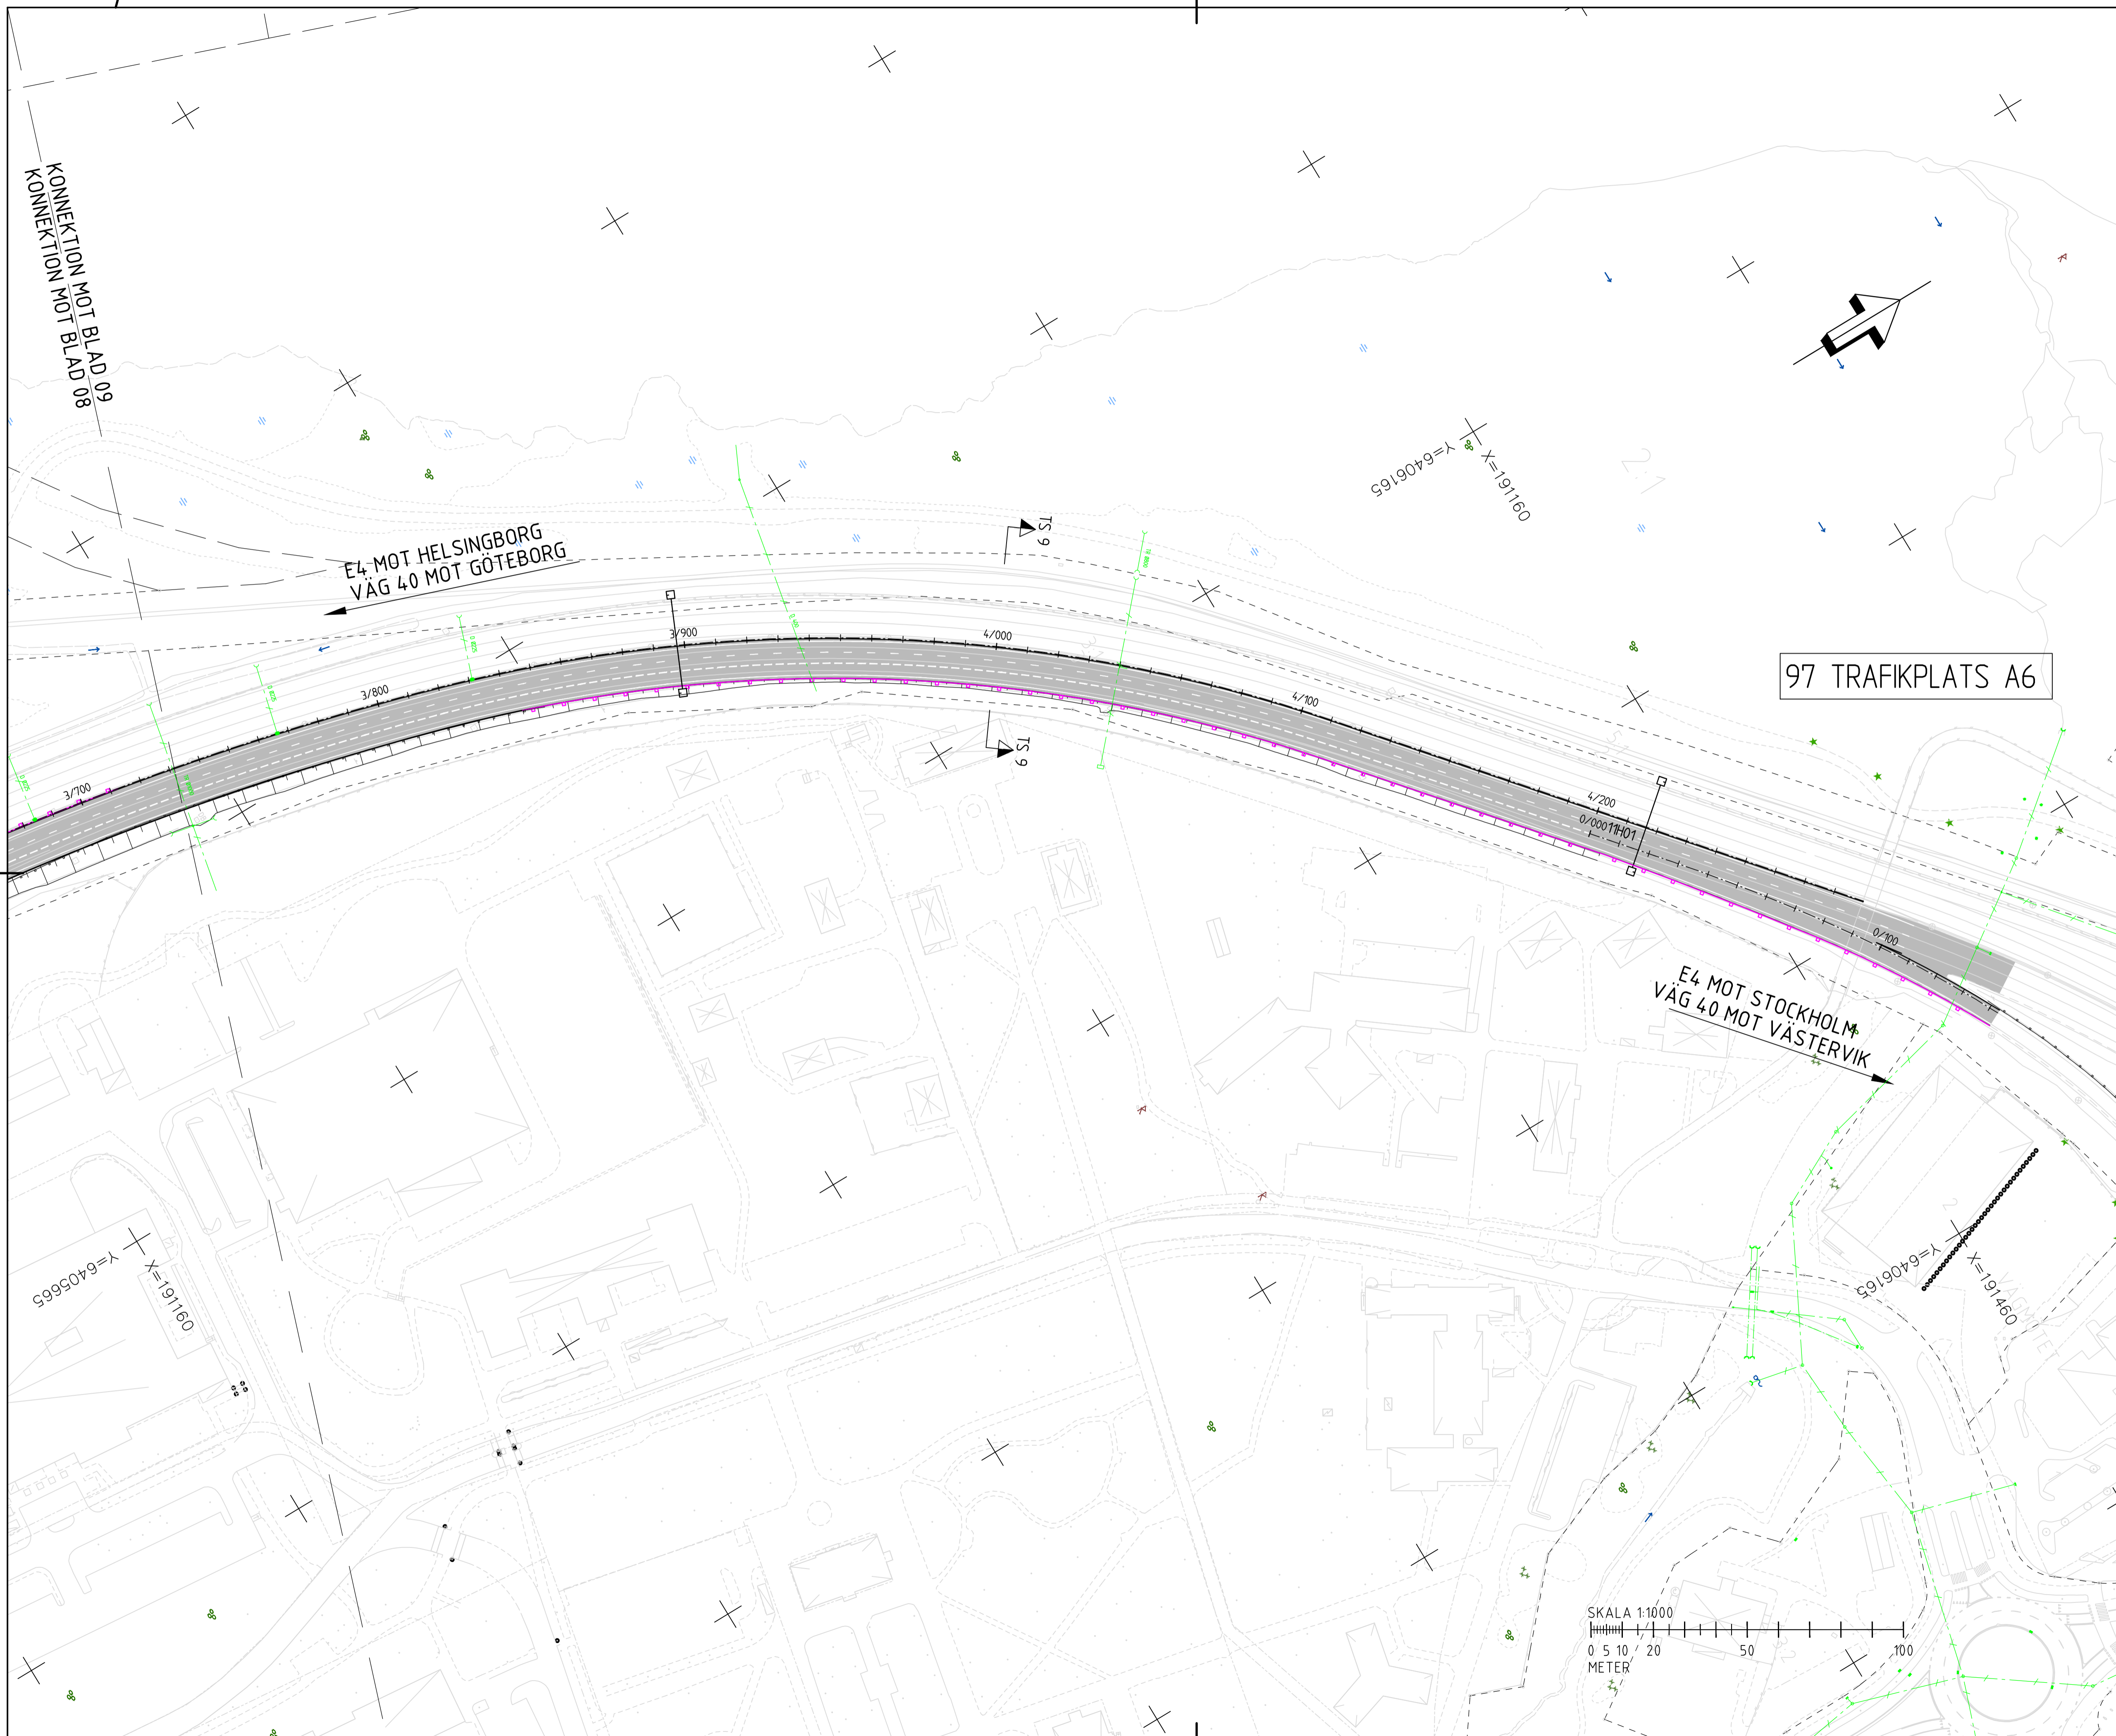 KONNEKTION MOT BLAD 09
KONNEKTION MOT BLAD 08
E4 MOT HELSINGBORG
VÄG 40 MOT GÖTEBORG
TS 9
Y=6406165
X=191160
97 TRAFIKPLATS A6
3/700
3/800
3/900
4/000
4/100
4/200
0/000
11H01
0/100
TS 9
E4 MOT STOCKHOLM
VÄG 40 MOT VÄSTERVIK
Y=6405665
X=191160
Y=6406165
X=191460
SKALA 1:1000
0 5 10 20 50 100
METER